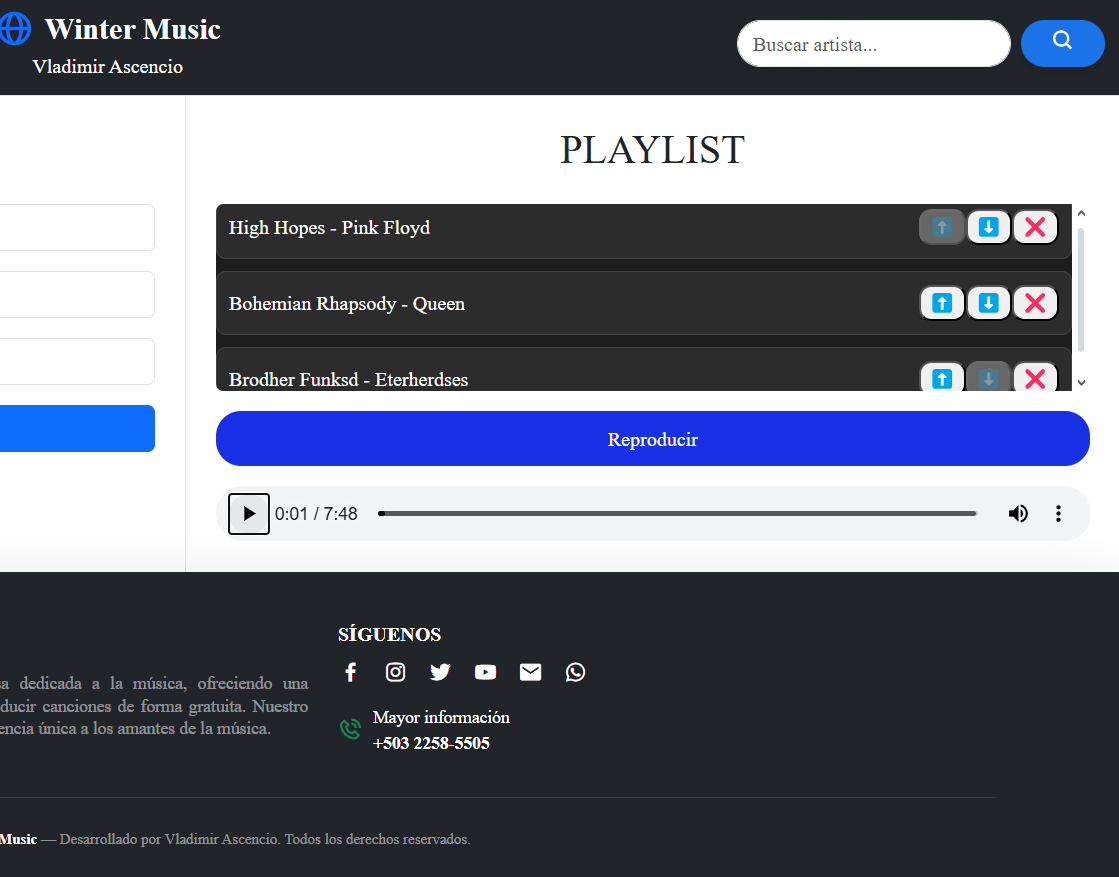 Winter Music
Vladimir Ascencio
Buscar artista...
PLAYLIST
High Hopes - Pink Floyd
Bohemian Rhapsody - Queen
Brodher Funksd - Eterherdses
Reproducir
0:01 / 7:48
SÍGUENOS
dedicada a la música, ofreciendo una
ducir canciones de forma gratuita. Nuestro
encia única a los amantes de la música.
Mayor información
+503 2258-5505
Music — Desarrollado por Vladimir Ascencio. Todos los derechos reservados.